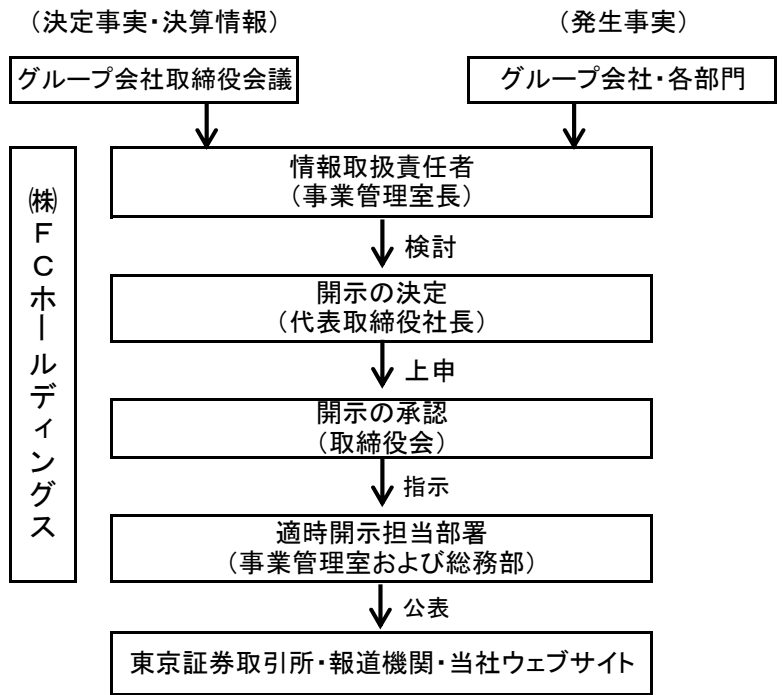 （決定事実・決算情報）
（発生事実）
グループ会社取締役会議
グループ会社・各部門
㈱FCホールディングス
情報取扱責任者
（事業管理室長）
検討
開示の決定
（代表取締役社長）
上申
開示の承認
（取締役会）
指示
適時開示担当部署
（事業管理室および総務部）
公表
東京証券取引所・報道機関・当社ウェブサイト